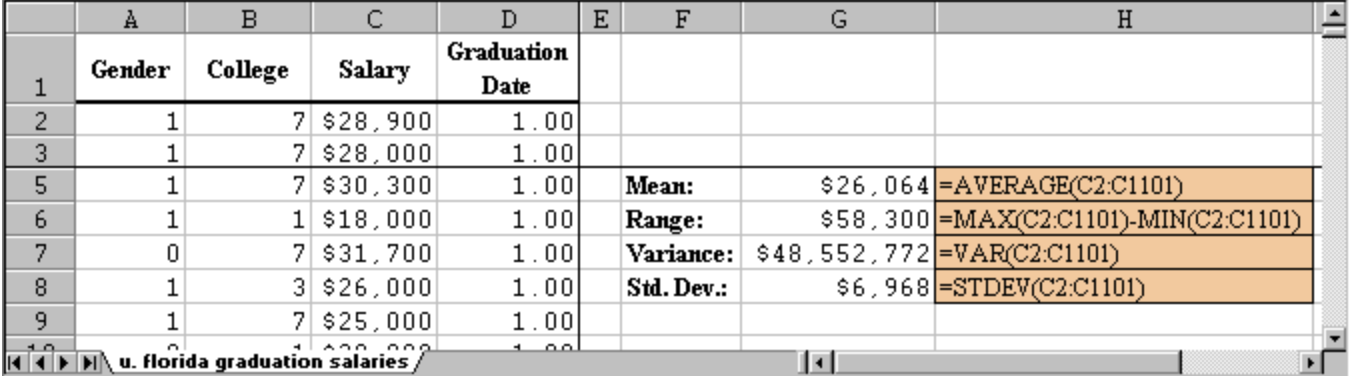 A B C D E F G H
1 Gender College Salary Graduation Date
2 1 7 $28,900 1.00
3 1 7 $28,000 1.00
5 1 7 $30,300 1.00 Mean: $26,064 =AVERAGE(C2:C1101)
6 1 1 $18,000 1.00 Range: $58,300 =MAX(C2:C1101)-MIN(C2:C1101)
7 0 7 $31,700 1.00 Variance: $48,552,772 =VAR(C2:C1101)
8 1 3 $26,000 1.00 Std. Dev.: $6,968 =STDEV(C2:C1101)
9 1 7 $25,000 1.00
u. florida graduation salaries